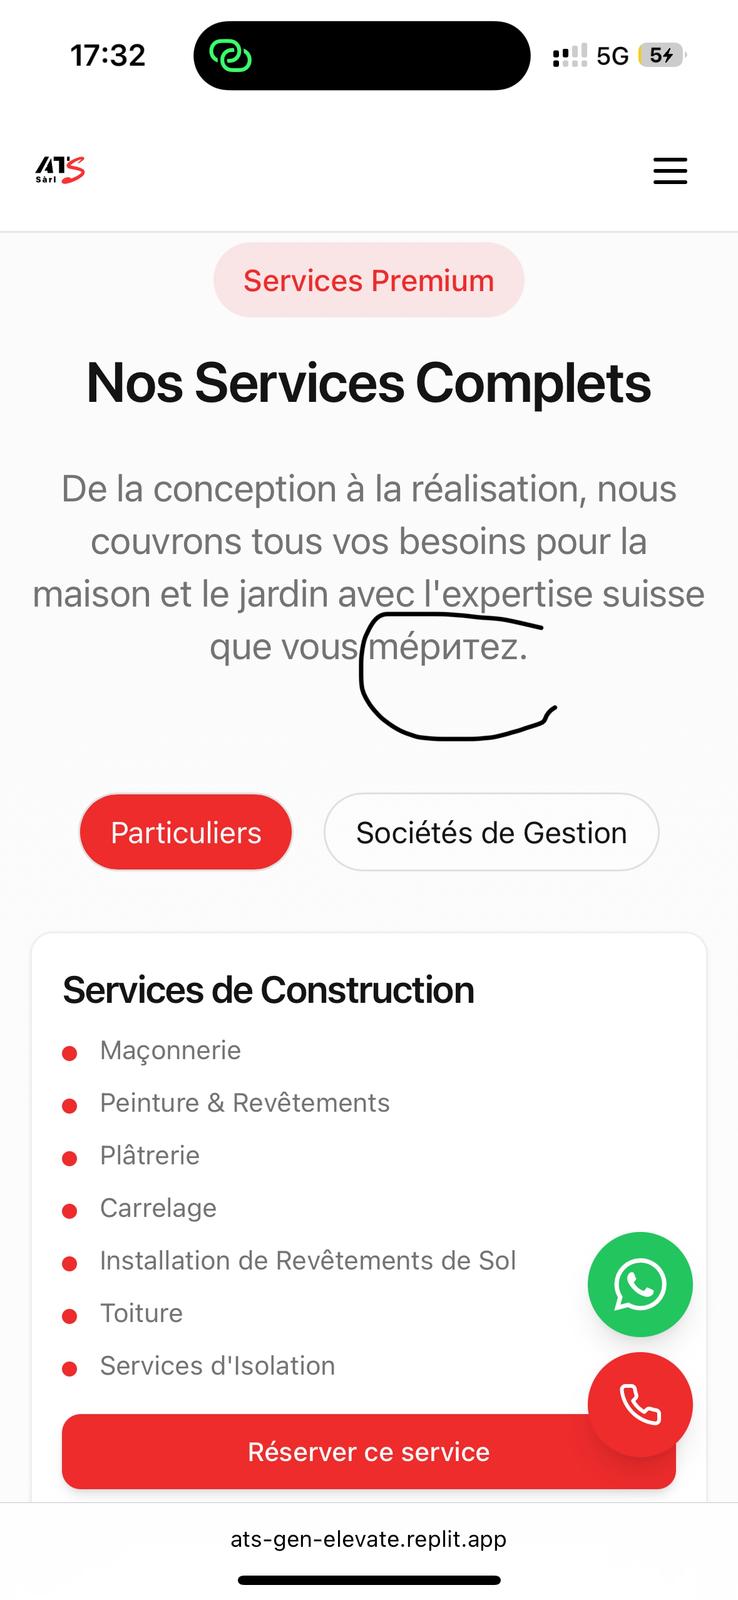 17:32
5G
5
ATS
Sàrl
Services Premium
Nos Services Complets
De la conception à la réalisation, nous
couvrons tous vos besoins pour la
maison et le jardin avec l'expertise suisse
que vous méритez.
Particuliers
Sociétés de Gestion
Services de Construction
Maçonnerie
Peinture & Revêtements
Plâtrerie
Carrelage
Installation de Revêtements de Sol
Toiture
Services d'Isolation
Réserver ce service
ats-gen-elevate.replit.app